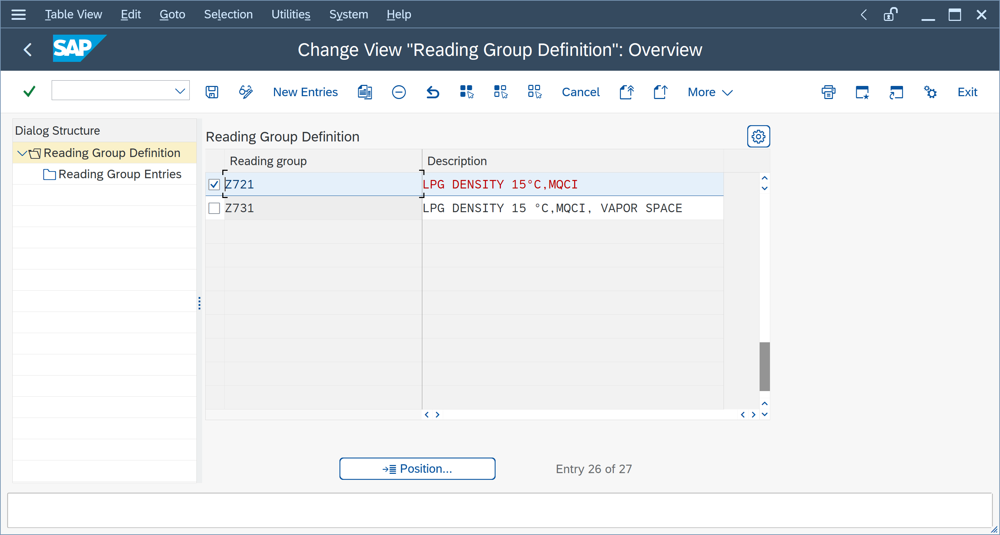 Table View Edit Goto Selection Utilities System Help
SAP Change View "Reading Group Definition": Overview
New Entries Cancel More Exit
Dialog Structure
Reading Group Definition
Reading Group Entries
Reading Group Definition
Reading group Description
Z721 LPG DENSITY 15°C,MQCI
Z731 LPG DENSITY 15 °C,MQCI, VAPOR SPACE
Position... Entry 26 of 27